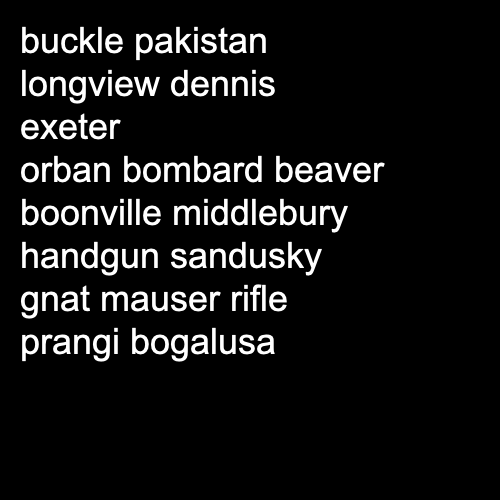 buckle pakistan
longview dennis
exeter
orban bombard beaver
boonville middlebury
handgun sandusky
gnat mauser rifle
prangi bogalusa